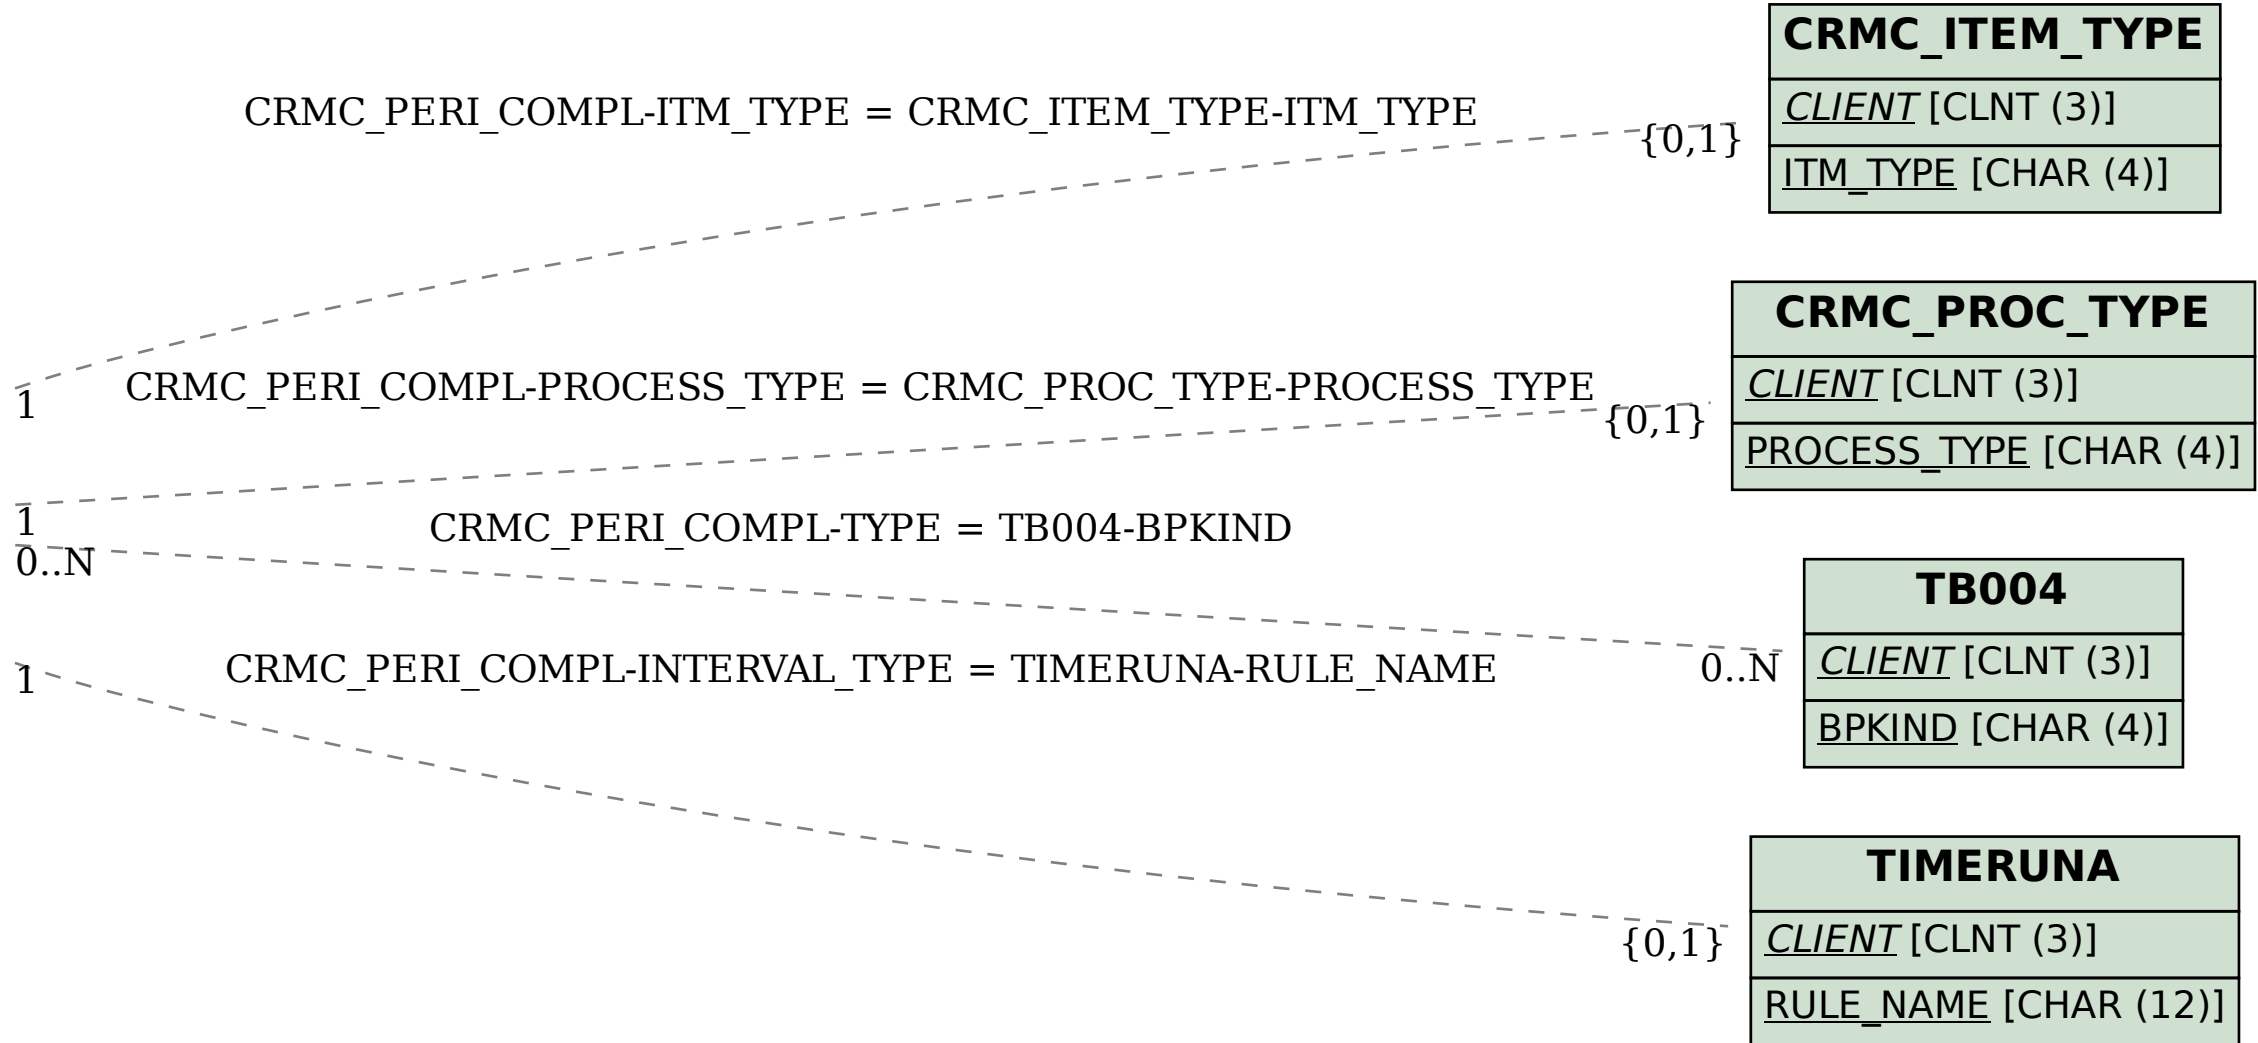 CRMC_ITEM_TYPE
CLIENT [CLNT (3)]
ITM_TYPE [CHAR (4)]
CRMC_PERI_COMPL-ITM_TYPE = CRMC_ITEM_TYPE-ITM_TYPE
{0,1}
1
CRMC_PROC_TYPE
CLIENT [CLNT (3)]
PROCESS_TYPE [CHAR (4)]
CRMC_PERI_COMPL-PROCESS_TYPE = CRMC_PROC_TYPE-PROCESS_TYPE
{0,1}
1
CRMC_PERI_COMPL-TYPE = TB004-BPKIND
0..N
0..N
TB004
CLIENT [CLNT (3)]
BPKIND [CHAR (4)]
CRMC_PERI_COMPL-INTERVAL_TYPE = TIMERUNA-RULE_NAME
1
{0,1}
TIMERUNA
CLIENT [CLNT (3)]
RULE_NAME [CHAR (12)]